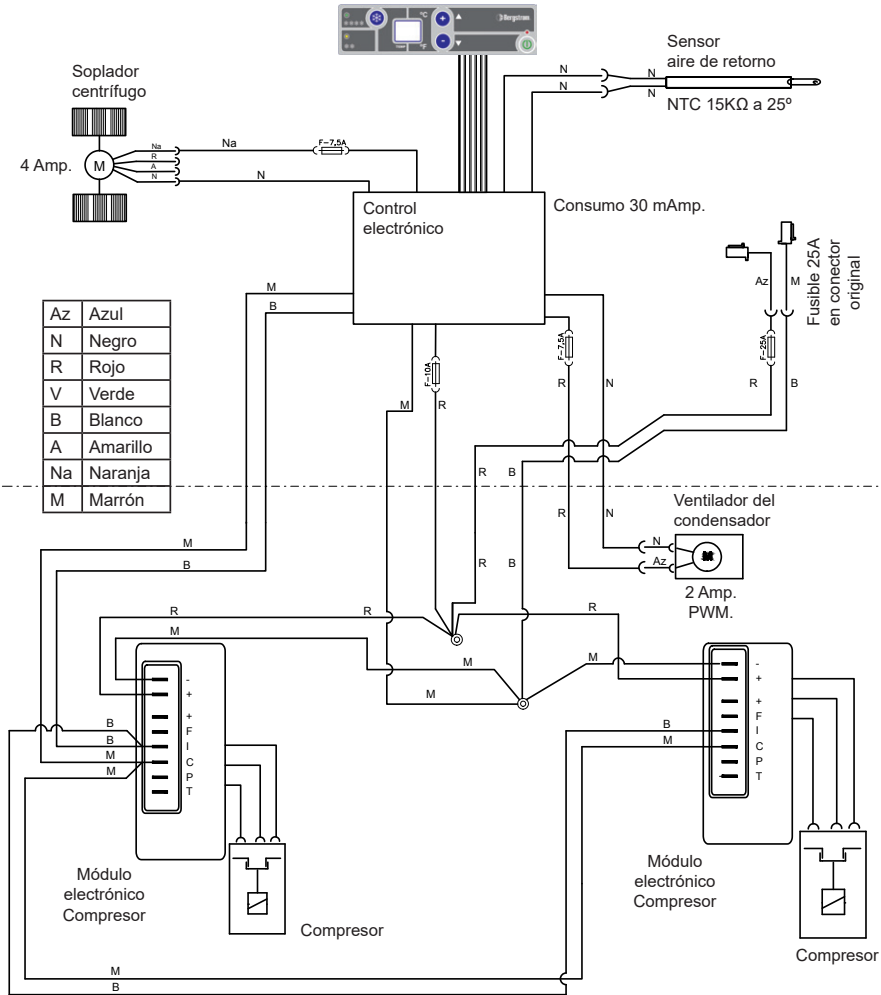 °C
°F
TEMP
Bergstrom
Sensor
aire de retorno
N
N
N
N
NTC 15KΩ a 25º
Soplador
centrífugo
4 Amp.
M
Na
R
A
N
Na
F-7,5A
N
Control
electrónico
Consumo 30 mAmp.
Fusible 25A
en conector
original
Az
M
F-25A
R
B
M
B
F-10A
M
R
F-7,5A
R
N
Az Azul
N Negro
R Rojo
V Verde
B Blanco
A Amarillo
Na Naranja
M Marrón
R
B
R
N
R
B
Ventilador del
condensador
N
Az
M
2 Amp.
PWM.
M
B
R
R
R
M
M
M
M
-
+
+
F
I
C
P
T
B
B
M
M
-
+
+
F
I
C
P
T
B
M
Módulo
electrónico
Compresor
Compresor
Módulo
electrónico
Compresor
Compresor
M
B